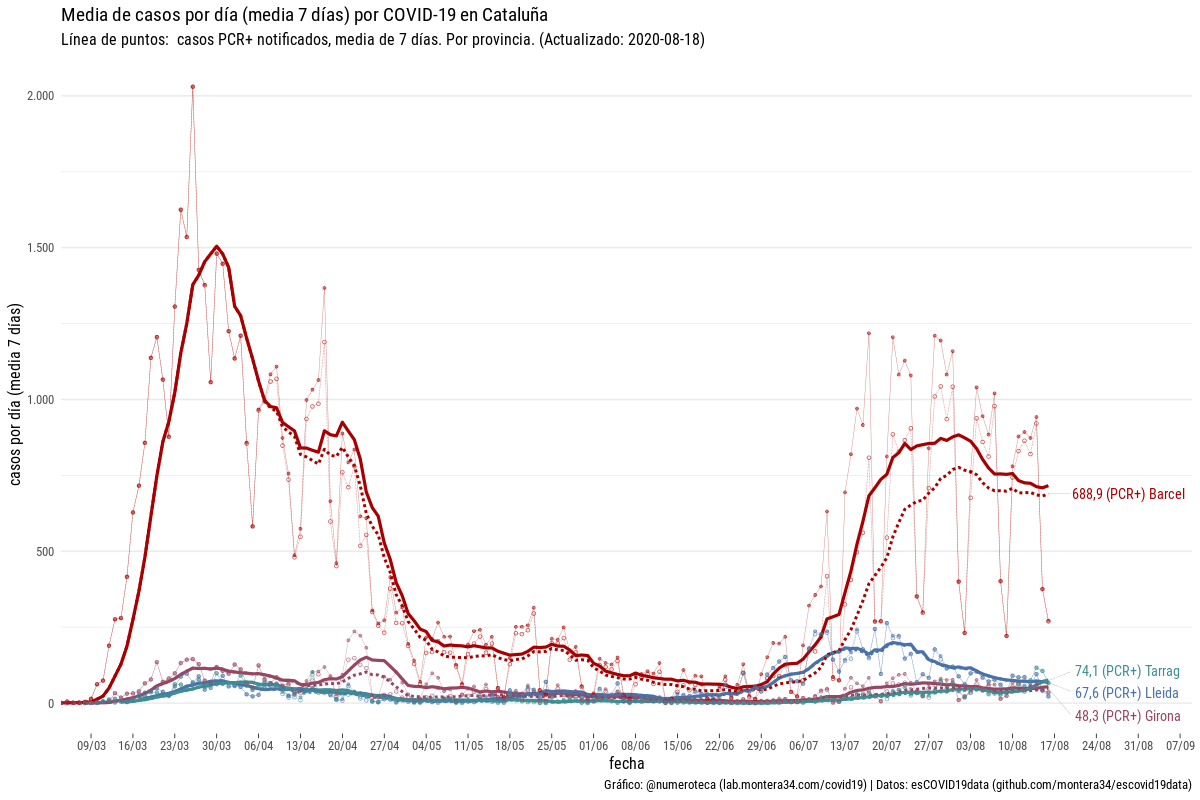 Media de casos por día (media 7 días) por COVID-19 en Cataluña
Línea de puntos:  casos PCR+ notificados, media de 7 días. Por provincia. (Actualizado: 2020-08-18)
casos por día (media 7 días)
2.000
1.500
1.000
500
0
688,9 (PCR+) Barcel
74,1 (PCR+) Tarrag
67,6 (PCR+) Lleida
48,3 (PCR+) Girona
09/03 16/03 23/03 30/03 06/04 13/04 20/04 27/04 04/05 11/05 18/05 25/05 01/06 08/06 15/06 22/06 29/06 06/07 13/07 20/07 27/07 03/08 10/08 17/08 24/08 31/08 07/09
fecha
Gráfico: @numeroteca (lab.montera34.com/covid19) | Datos: esCOVID19data (github.com/montera34/escovid19data)